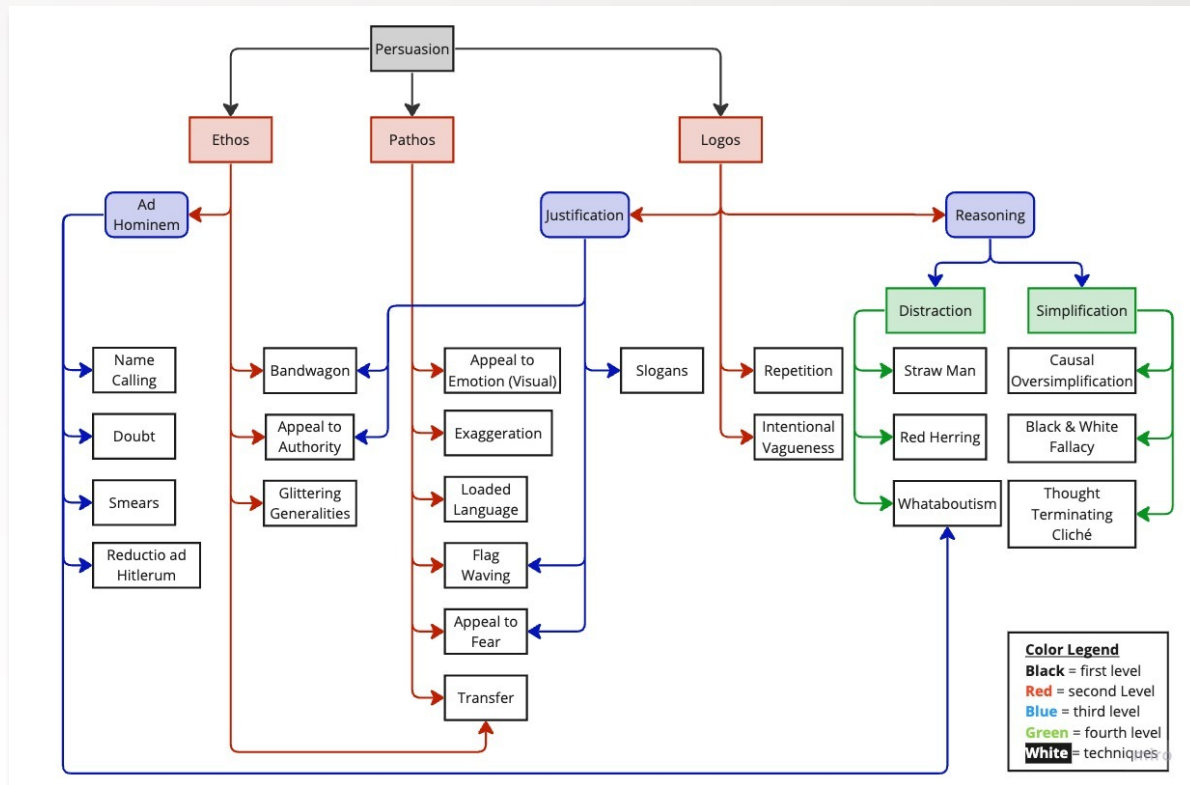 Persuasion
Ethos
Pathos
Logos
Ad
Hominem
Justification
Reasoning
Distraction
Simplification
Name
Calling
Bandwagon
Appeal to
Emotion (Visual)
Slogans
Repetition
Straw Man
Causal
Oversimplification
Doubt
Appeal to
Authority
Exaggeration
Intentional
Vagueness
Red Herring
Black & White
Fallacy
Smears
Glittering
Generalities
Loaded
Language
Whataboutism
Thought
Terminating
Cliché
Reductio ad
Hitlerum
Flag
Waving
Appeal to
Fear
Transfer
Color Legend
Black = first level
Red = second Level
Blue = third level
Green = fourth level
White = techniques
miro